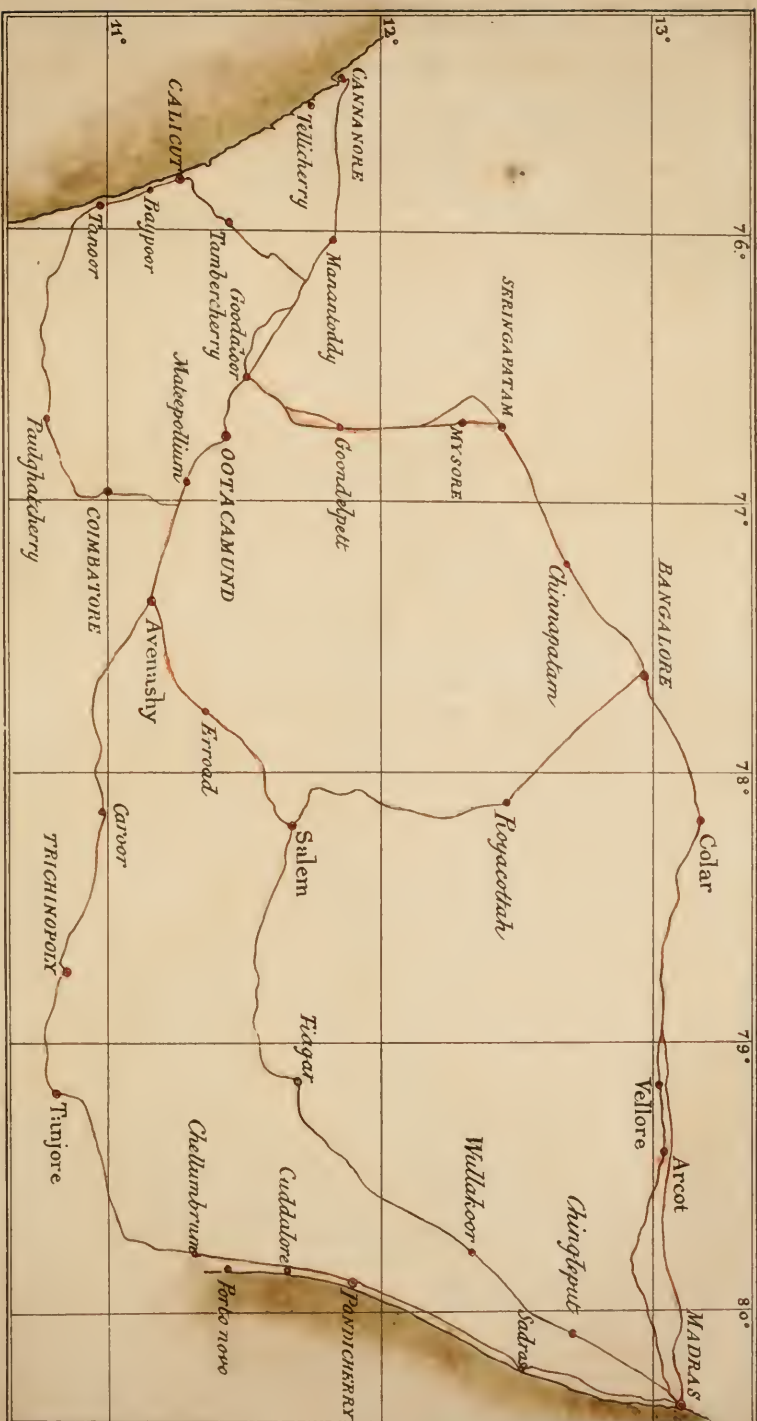 76°
77°
78°
79°
80°
13°
Colar
MADRAS
BANGALORE
Arcot
Vellore
Chinnapatam
Chingleput
SERINGAPATAM
Royacottah
Sadras
MYSORE
Wullakoor
12°
CANNANORE
Goondelpett
PONDICHERRY
Manantoddy
Tellicherry
Salem
Tiagar
Cuddalore
Goodaloor
OOTACAMUND
Erroad
Porto novo
Tambercherry
Mateepollium
Chellumbrum
CALICUT
Avenashy
Baypoor
11°
Caroor
Tanoor
COIMBATORE
TRICHINOPOLY
Tanjore
Paulghatcherry